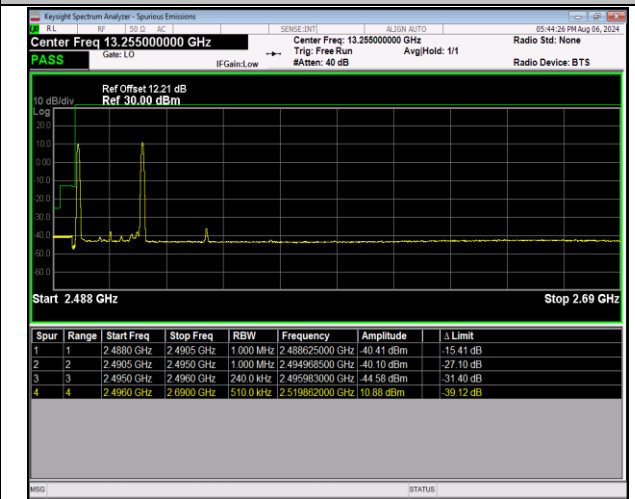 Keysight Spectrum Analyzer - Spurious Emissions
RL RF 50 Ω AC SENSE:INT ALIGN AUTO 05:44:26 PM Aug 06, 2024
Center Freq 13.255000000 GHz Center Freq: 13.255000000 GHz Radio Std: None
PASS Gate: LO Trig: Free Run Avg|Hold: 1/1
IFGain:Low #Atten: 40 dB Radio Device: BTS
Ref Offset 12.21 dB
10 dB/div Ref 30.00 dBm
Log
20.0
10.0
0.00
-10.0
-20.0
-30.0
-40.0
-50.0
-60.0
Start 2.488 GHz Stop 2.69 GHz
Spur Range Start Freq Stop Freq RBW Frequency Amplitude Δ Limit
1 1 2.4880 GHz 2.4905 GHz 1.000 MHz 2.488625000 GHz -40.41 dBm -15.41 dB
2 2 2.4905 GHz 2.4950 GHz 1.000 MHz 2.494968500 GHz -40.10 dBm -27.10 dB
3 3 2.4950 GHz 2.4960 GHz 240.0 kHz 2.495983000 GHz -44.58 dBm -31.40 dB
4 4 2.4960 GHz 2.6900 GHz 510.0 kHz 2.519862000 GHz 10.88 dBm -39.12 dB
MSG STATUS